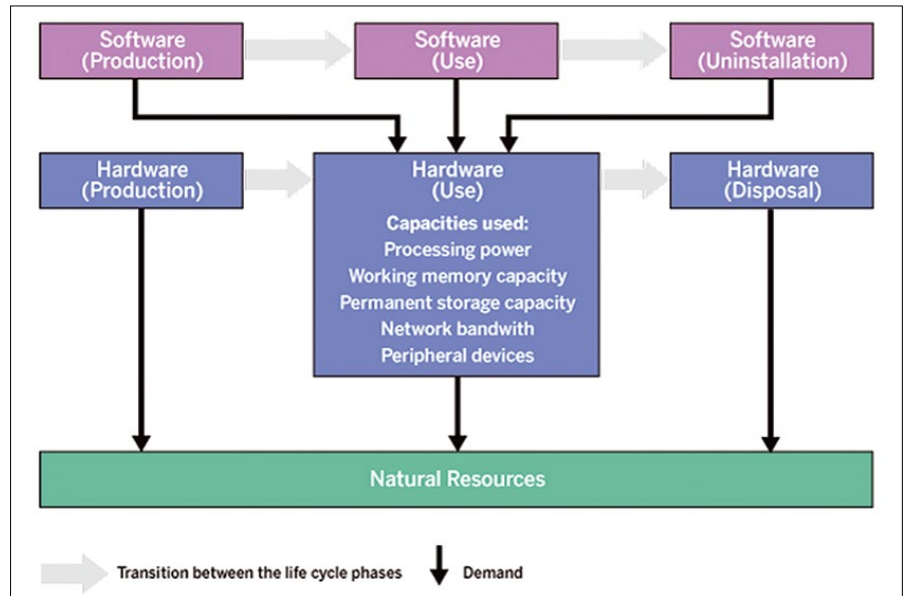 Software
(Production)
Software
(Use)
Software
(Uninstallation)
Hardware
(Production)
Hardware
(Use)
Capacities used:
Processing power
Working memory capacity
Permanent storage capacity
Network bandwith
Peripheral devices
Hardware
(Disposal)
Natural Resources
Transition between the life cycle phases
Demand